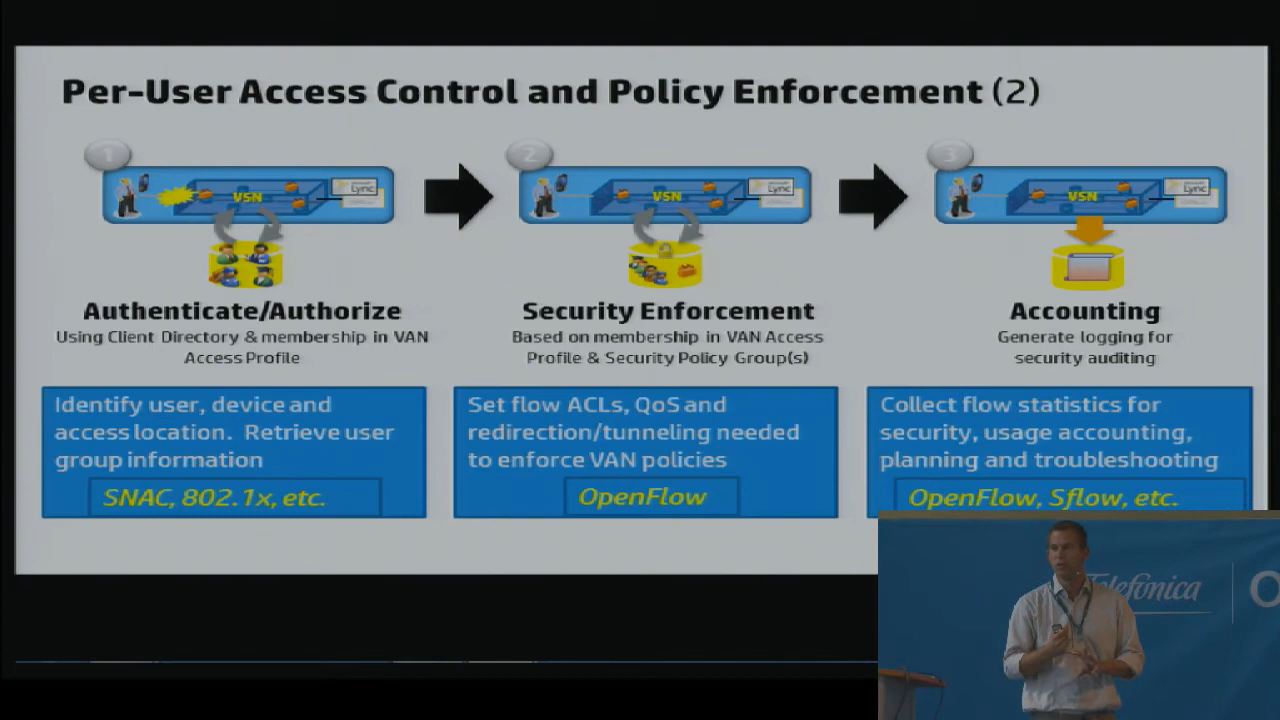 Per-User Access Control and Policy Enforcement (2)
1
2
3
VSN
Lync
VSN
Lync
VSN
Lync
Authenticate/Authorize
Using Client Directory & membership in VAN
Access Profile
Security Enforcement
Based on membership in VAN Access
Profile & Security Policy Group(s)
Accounting
Generate logging for
security auditing
Identify user, device and
access location. Retrieve user
group information
SNAC, 802.1x, etc.
Set flow ACLs, QoS and
redirection/tunneling needed
to enforce VAN policies
OpenFlow
Collect flow statistics for
security, usage accounting,
planning and troubleshooting
OpenFlow, Sflow, etc.
Telefonica